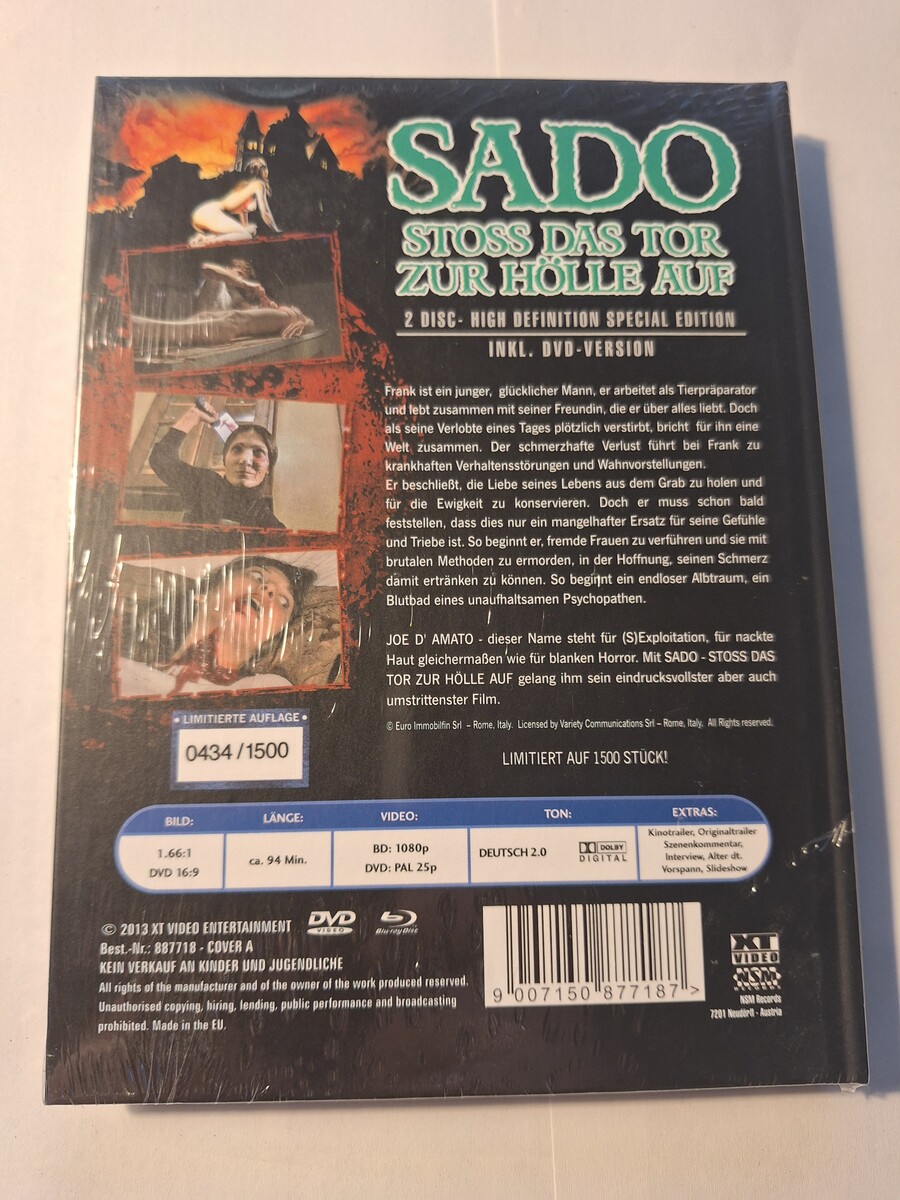 SADO
STOSS DAS TOR
ZUR HÖLLE AUF
2 DISC- HIGH DEFINITION SPECIAL EDITION
INKL. DVD-VERSION
Frank ist ein junger, glücklicher Mann, er arbeitet als Tierpräparator
und lebt zusammen mit seiner Freundin, die er über alles liebt. Doch
als seine Verlobte eines Tages plötzlich verstirbt, bricht für ihn eine
Welt zusammen. Der schmerzhafte Verlust führt bei Frank zu
krankhaften Verhaltensstörungen und Wahnvorstellungen.
Er beschließt, die Liebe seines Lebens aus dem Grab zu holen und
für die Ewigkeit zu konservieren. Doch er muss schon bald
feststellen, dass dies nur ein mangelhafter Ersatz für seine Gefühle
und Triebe ist. So beginnt er, fremde Frauen zu verführen und sie mit
brutalen Methoden zu ermorden, in der Hoffnung, seinen Schmerz
damit ertränken zu können. So beginnt ein endloser Albtraum, ein
Blutbad eines unaufhaltsamen Psychopathen.
JOE D' AMATO - dieser Name steht für (S)Exploitation, für nackte
Haut gleichermaßen wie für blanken Horror. Mit SADO - STOSS DAS
TOR ZUR HÖLLE AUF gelang ihm sein eindrucksvollster aber auch
umstrittenster Film.
© Euro Immobilfin Srl – Rome, Italy. Licensed by Variety Communications Srl – Rome, Italy. All Rights reserved.
• LIMITIERTE AUFLAGE •
0434 /1500
LIMITIERT AUF 1500 STÜCK!
BILD:
1.66:1
DVD 16:9
LÄNGE:
ca. 94 Min.
VIDEO:
BD: 1080p
DVD: PAL 25p
TON:
DEUTSCH 2.0
DOLBY
DIGITAL
EXTRAS:
Kinotrailer, Originaltrailer
Szenenkommentar,
Interview, Alter dt.
Vorspann, Slideshow
© 2013 XT VIDEO ENTERTAINMENT
DVD
VIDEO
Blu-ray Disc
Best.-Nr.: 887718 - COVER A
KEIN VERKAUF AN KINDER UND JUGENDLICHE
All rights of the manufacturer and of the owner of the work produced reserved.
Unauthorised copying, hiring, lending, public performance and broadcasting
prohibited. Made in the EU.
9 007150 877187 >
XT
VIDEO
NSM
NSM Records
7201 Neudörfl - Austria